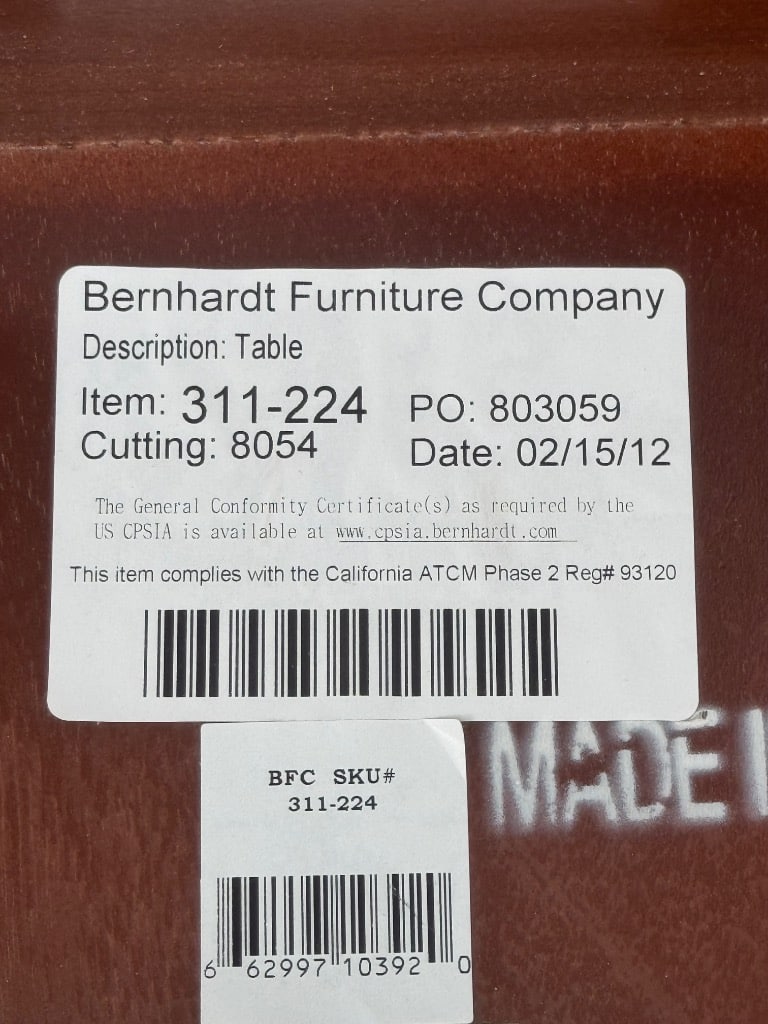 Bernhardt Furniture Company
Description: Table
Item: 311-224 PO: 803059
Cutting: 8054 Date: 02/15/12
The General Conformity Certificate(s) as required by the
US CPSIA is available at www.cpsia.bernhardt.com
This item complies with the California ATCM Phase 2 Reg# 93120
MADE I
BFC SKU#
311-224
6 62997 10392 0